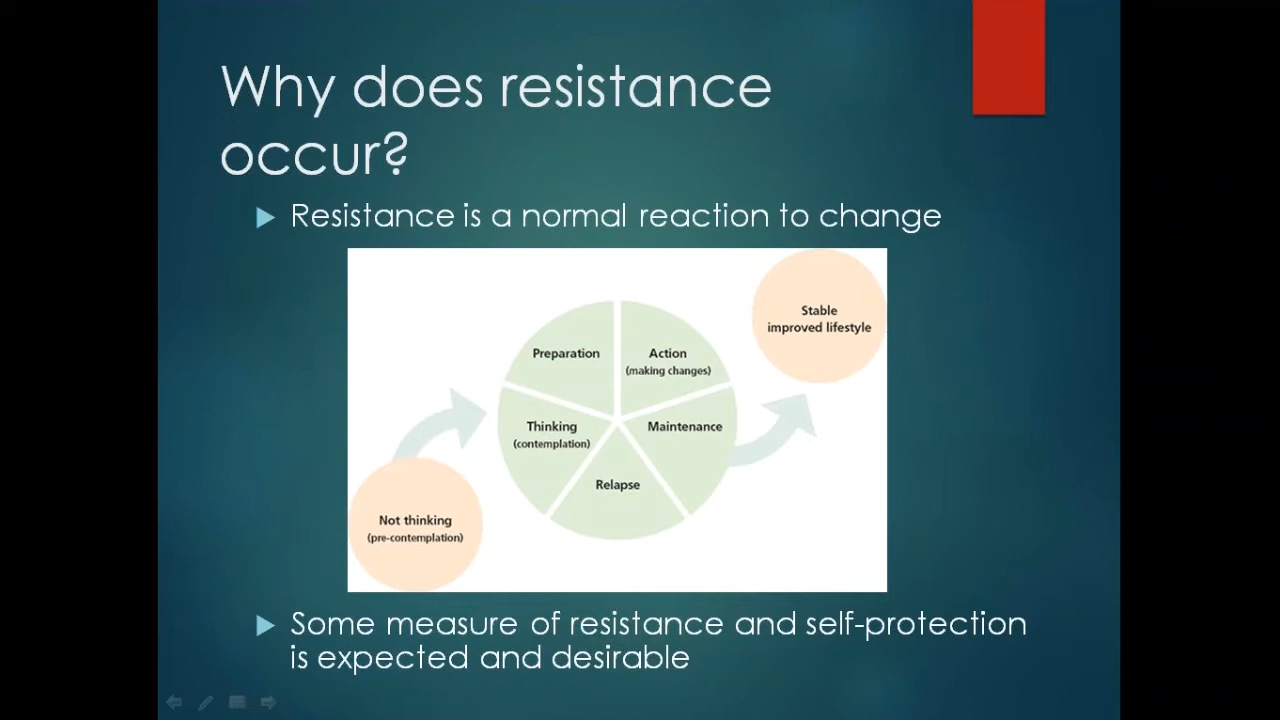 Why does resistance
occur?
Resistance is a normal reaction to change
Stable
improved lifestyle
Preparation
Action
(making changes)
Thinking
(contemplation)
Maintenance
Relapse
Not thinking
(pre-contemplation)
Some measure of resistance and self-protection
is expected and desirable